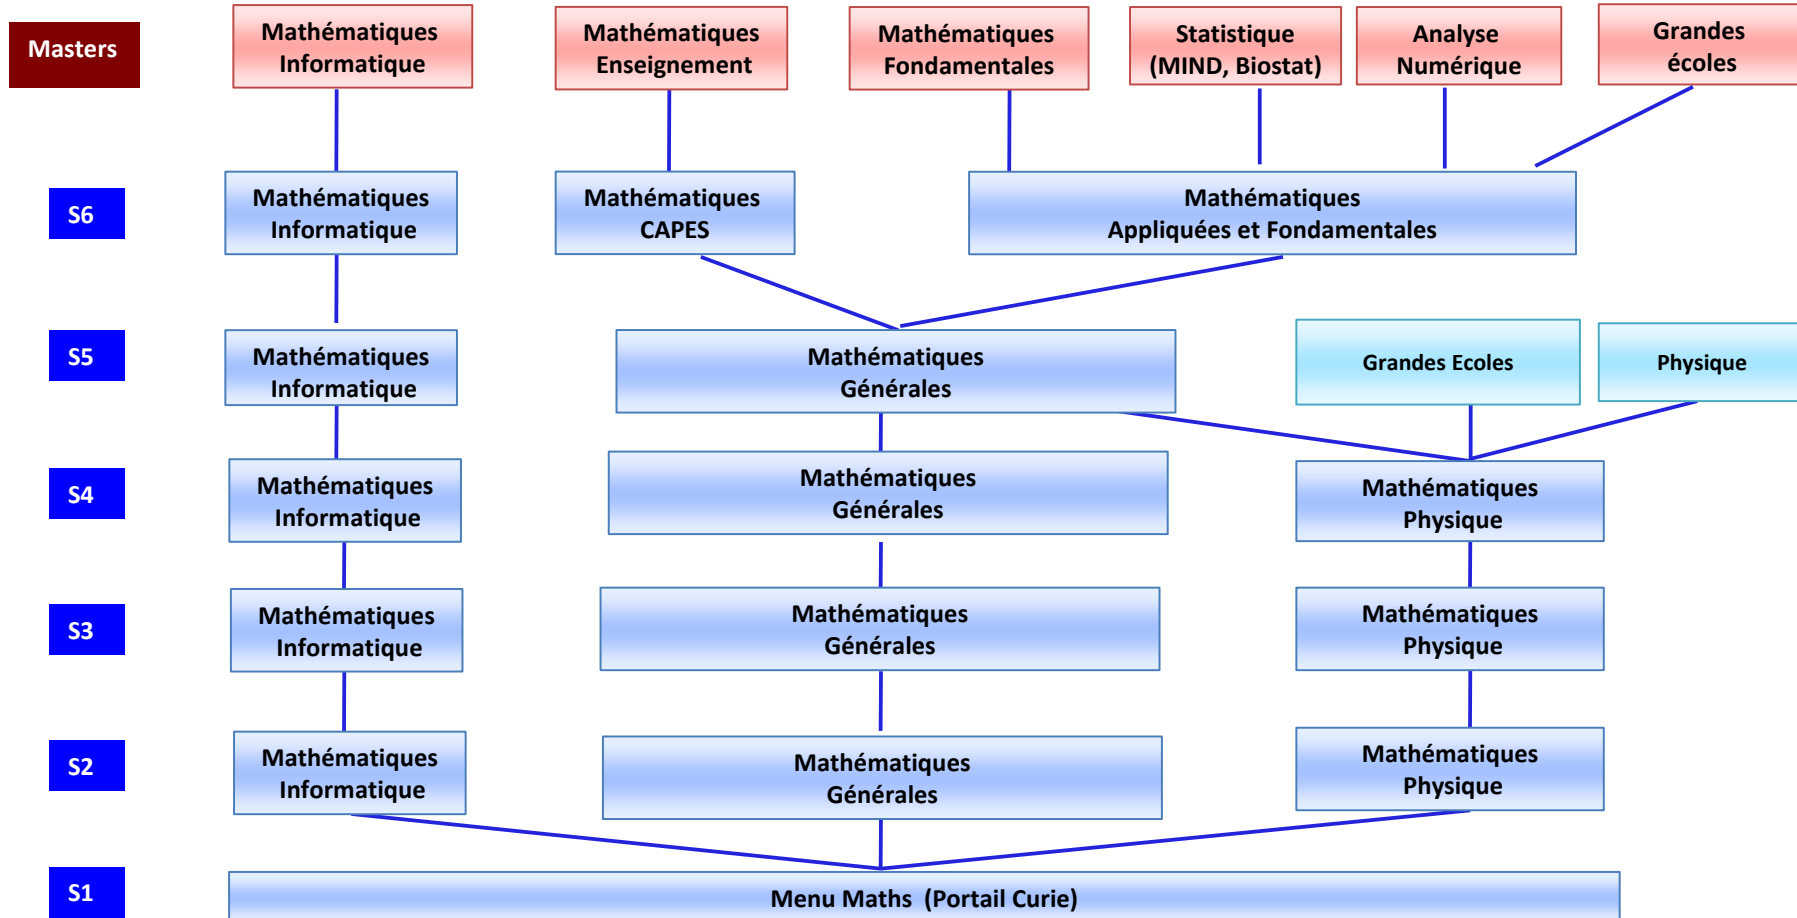 Masters
Mathématiques
Informatique
Mathématiques
Enseignement
Mathématiques
Fondamentales
Statistique
(MIND, Biostat)
Analyse
Numérique
Grandes
écoles
S6
Mathématiques
Informatique
Mathématiques
CAPES
Mathématiques
Appliquées et Fondamentales
S5
Mathématiques
Informatique
Mathématiques
Générales
Grandes Ecoles
Physique
S4
Mathématiques
Informatique
Mathématiques
Générales
Mathématiques
Physique
S3
Mathématiques
Informatique
Mathématiques
Générales
Mathématiques
Physique
S2
Mathématiques
Informatique
Mathématiques
Générales
Mathématiques
Physique
S1
Menu Maths (Portail Curie)